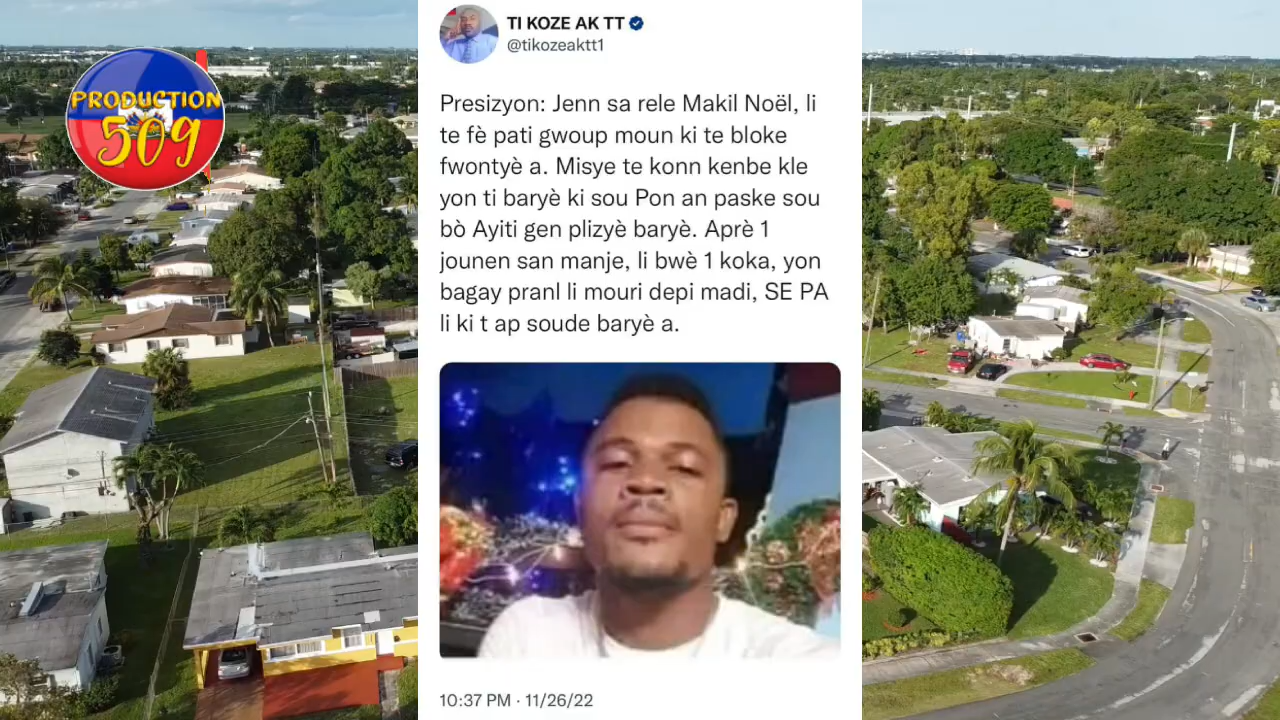 PRODUCTION
509
TI KOZE AK TT
@tikozeaktt1
Presizyon: Jenn sa rele Makil Noël, li
te fè pati gwoup moun ki te bloke
fwontyè a. Misye te konn kenbe kle
yon ti baryè ki sou Pon an paske sou
bò Ayiti gen plizyè baryè. Aprè 1
jounen san manje, li bwè 1 koka, yon
bagay pranl li mouri depi madi, SE PA
li ki t ap soude baryè a.
10:37 PM · 11/26/22